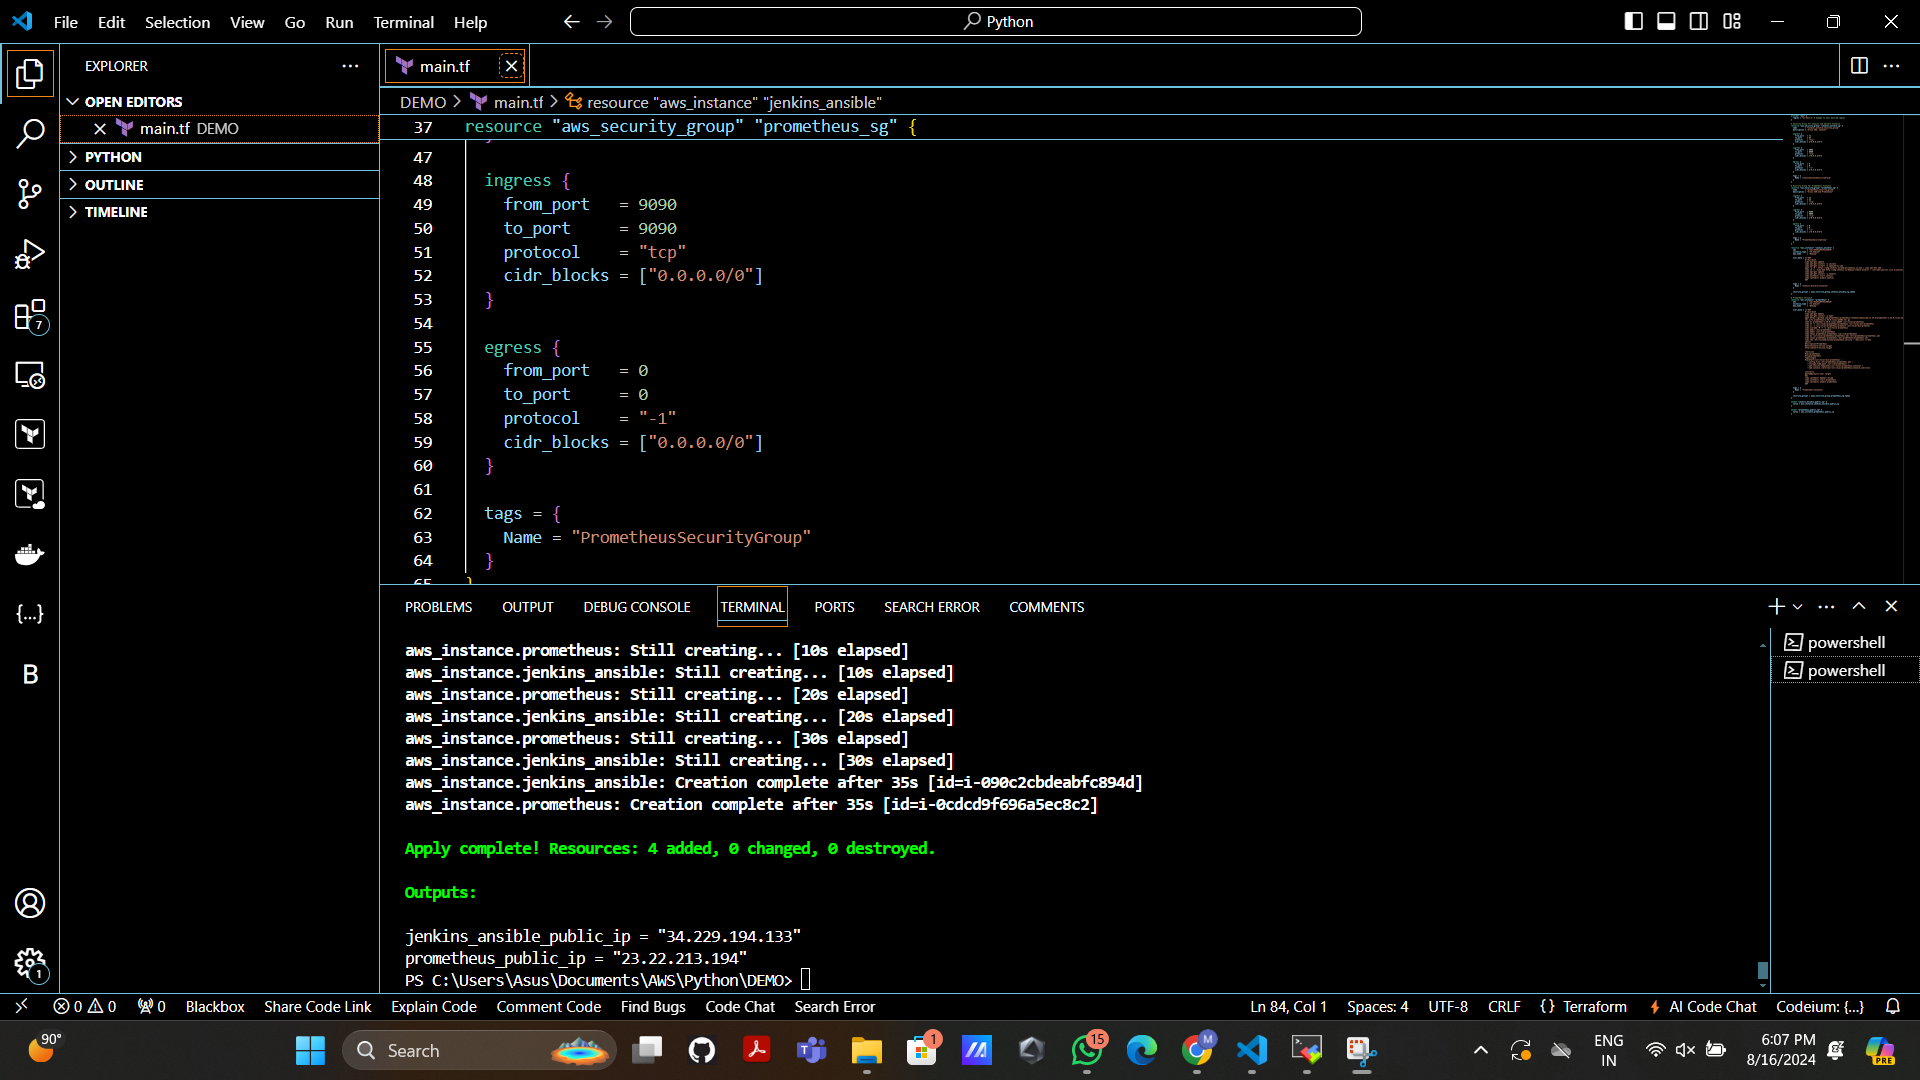 File Edit Selection View Go Run Terminal Help
Python
EXPLORER
OPEN EDITORS
main.tf DEMO
PYTHON
OUTLINE
TIMELINE
7
1
main.tf
DEMO > main.tf > resource "aws_instance" "jenkins_ansible"
37 resource "aws_security_group" "prometheus_sg" {
47
48 ingress {
49 from_port = 9090
50 to_port = 9090
51 protocol = "tcp"
52 cidr_blocks = ["0.0.0.0/0"]
53 }
54
55 egress {
56 from_port = 0
57 to_port = 0
58 protocol = "-1"
59 cidr_blocks = ["0.0.0.0/0"]
60 }
61
62 tags = {
63 Name = "PrometheusSecurityGroup"
64 }
65 }
PROBLEMS OUTPUT DEBUG CONSOLE TERMINAL PORTS SEARCH ERROR COMMENTS
powershell
powershell
aws_instance.prometheus: Still creating... [10s elapsed]
aws_instance.jenkins_ansible: Still creating... [10s elapsed]
aws_instance.prometheus: Still creating... [20s elapsed]
aws_instance.jenkins_ansible: Still creating... [20s elapsed]
aws_instance.prometheus: Still creating... [30s elapsed]
aws_instance.jenkins_ansible: Still creating... [30s elapsed]
aws_instance.jenkins_ansible: Creation complete after 35s [id=i-090c2cbdeabfc894d]
aws_instance.prometheus: Creation complete after 35s [id=i-0cdcd9f696a5ec8c2]
Apply complete! Resources: 4 added, 0 changed, 0 destroyed.
Outputs:
jenkins_ansible_public_ip = "34.229.194.133"
prometheus_public_ip = "23.22.213.194"
PS C:\Users\Asus\Documents\AWS\Python\DEMO>
0 0 0 Blackbox Share Code Link Explain Code Comment Code Find Bugs Code Chat Search Error
Ln 84, Col 1 Spaces: 4 UTF-8 CRLF {} Terraform AI Code Chat Codeium: {...}
90°
Search
1
15
M
ENG
IN
6:07 PM
8/16/2024
PRE